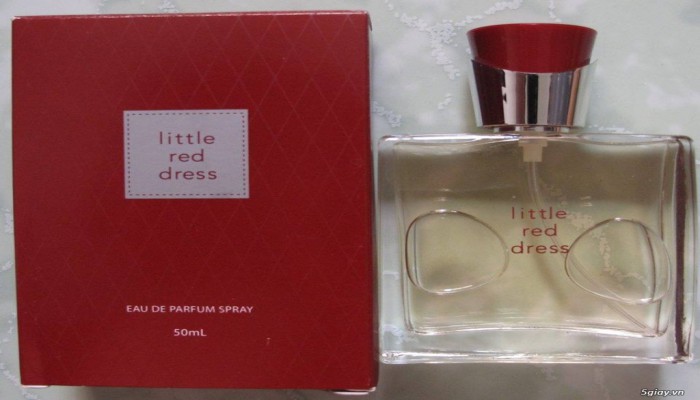 little
red
dress
EAU DE PARFUM SPRAY
50mL
little
red
dress
5giay.vn